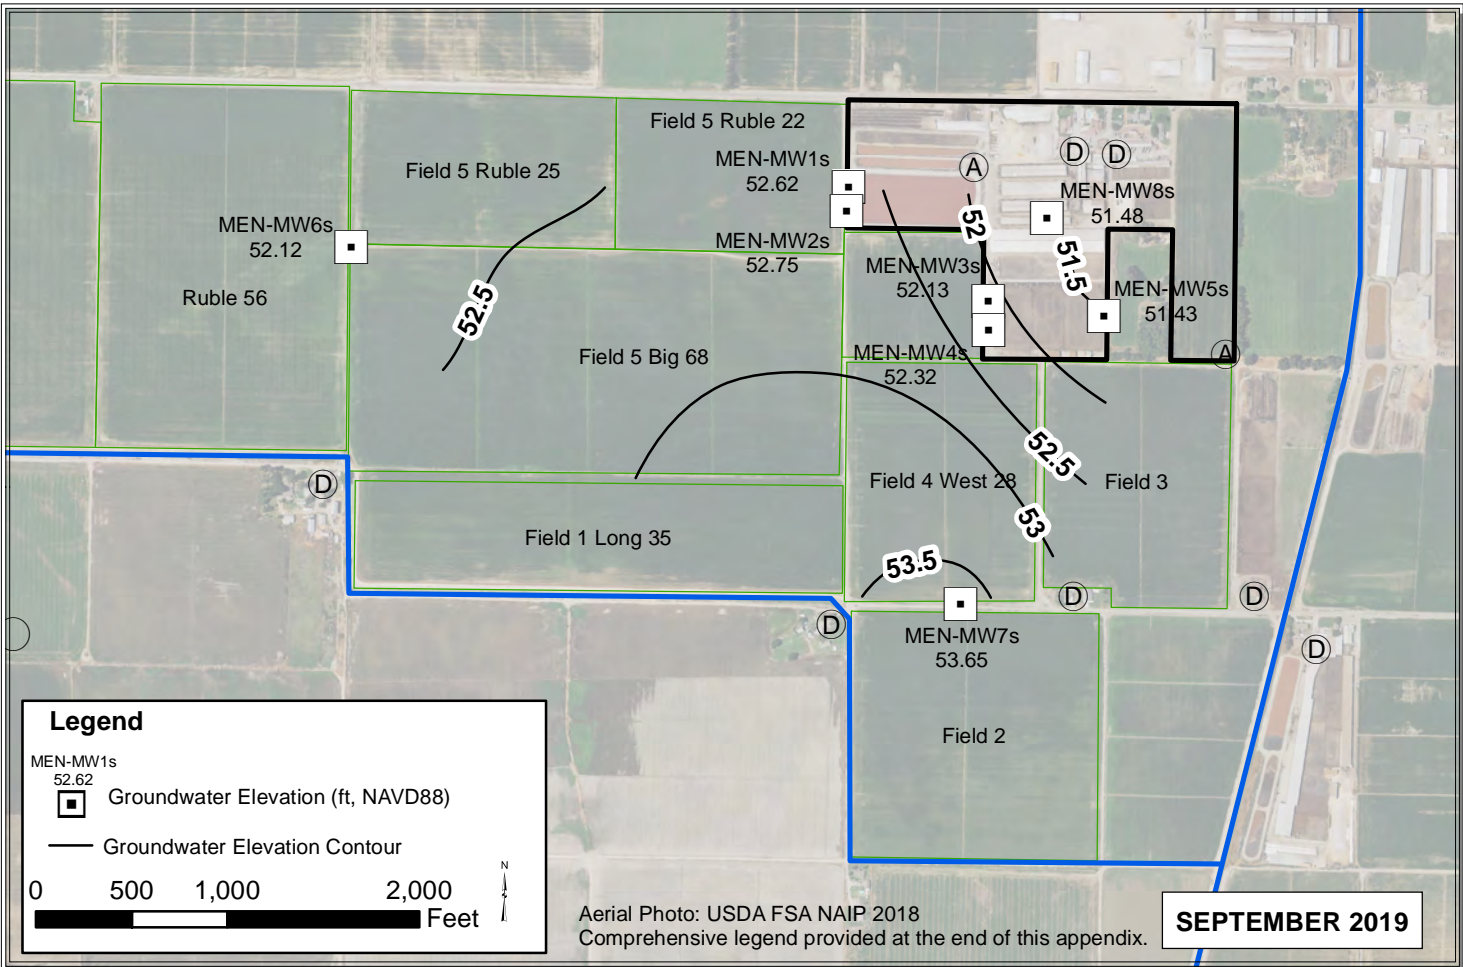 Field 5 Ruble 22
MEN-MW1s
52.62
Field 5 Ruble 25
A
D
D
MEN-MW8s
51.48
MEN-MW6s
52.12
52
MEN-MW2s
52.75
MEN-MW3s
52.13
51.5
MEN-MW5s
51.43
Ruble 56
52.5
Field 5 Big 68
MEN-MW4s
52.32
A
52.5
D
Field 4 West 28
Field 3
53
Field 1 Long 35
53.5
D
D
D
MEN-MW7s
53.65
D
Field 2
Legend
MEN-MW1s
52.62
Groundwater Elevation (ft, NAVD88)
Groundwater Elevation Contour
N
0 500 1,000 2,000
Feet
Aerial Photo: USDA FSA NAIP 2018
Comprehensive legend provided at the end of this appendix.
SEPTEMBER 2019